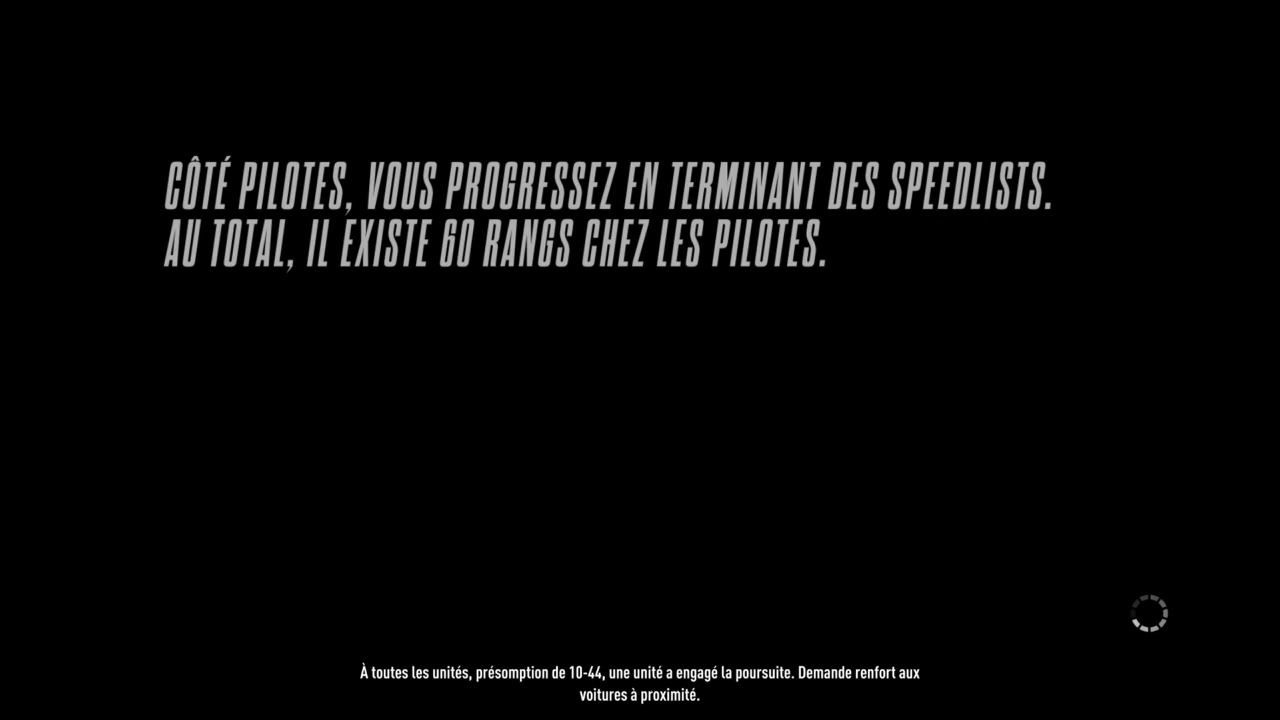 CÔTÉ PILOTES, VOUS PROGRESSEZ EN TERMINANT DES SPEEDLISTS.
AU TOTAL, IL EXISTE 60 RANGS CHEZ LES PILOTES.
À toutes les unités, présomption de 10-44, une unité a engagé la poursuite. Demande renfort aux
voitures à proximité.